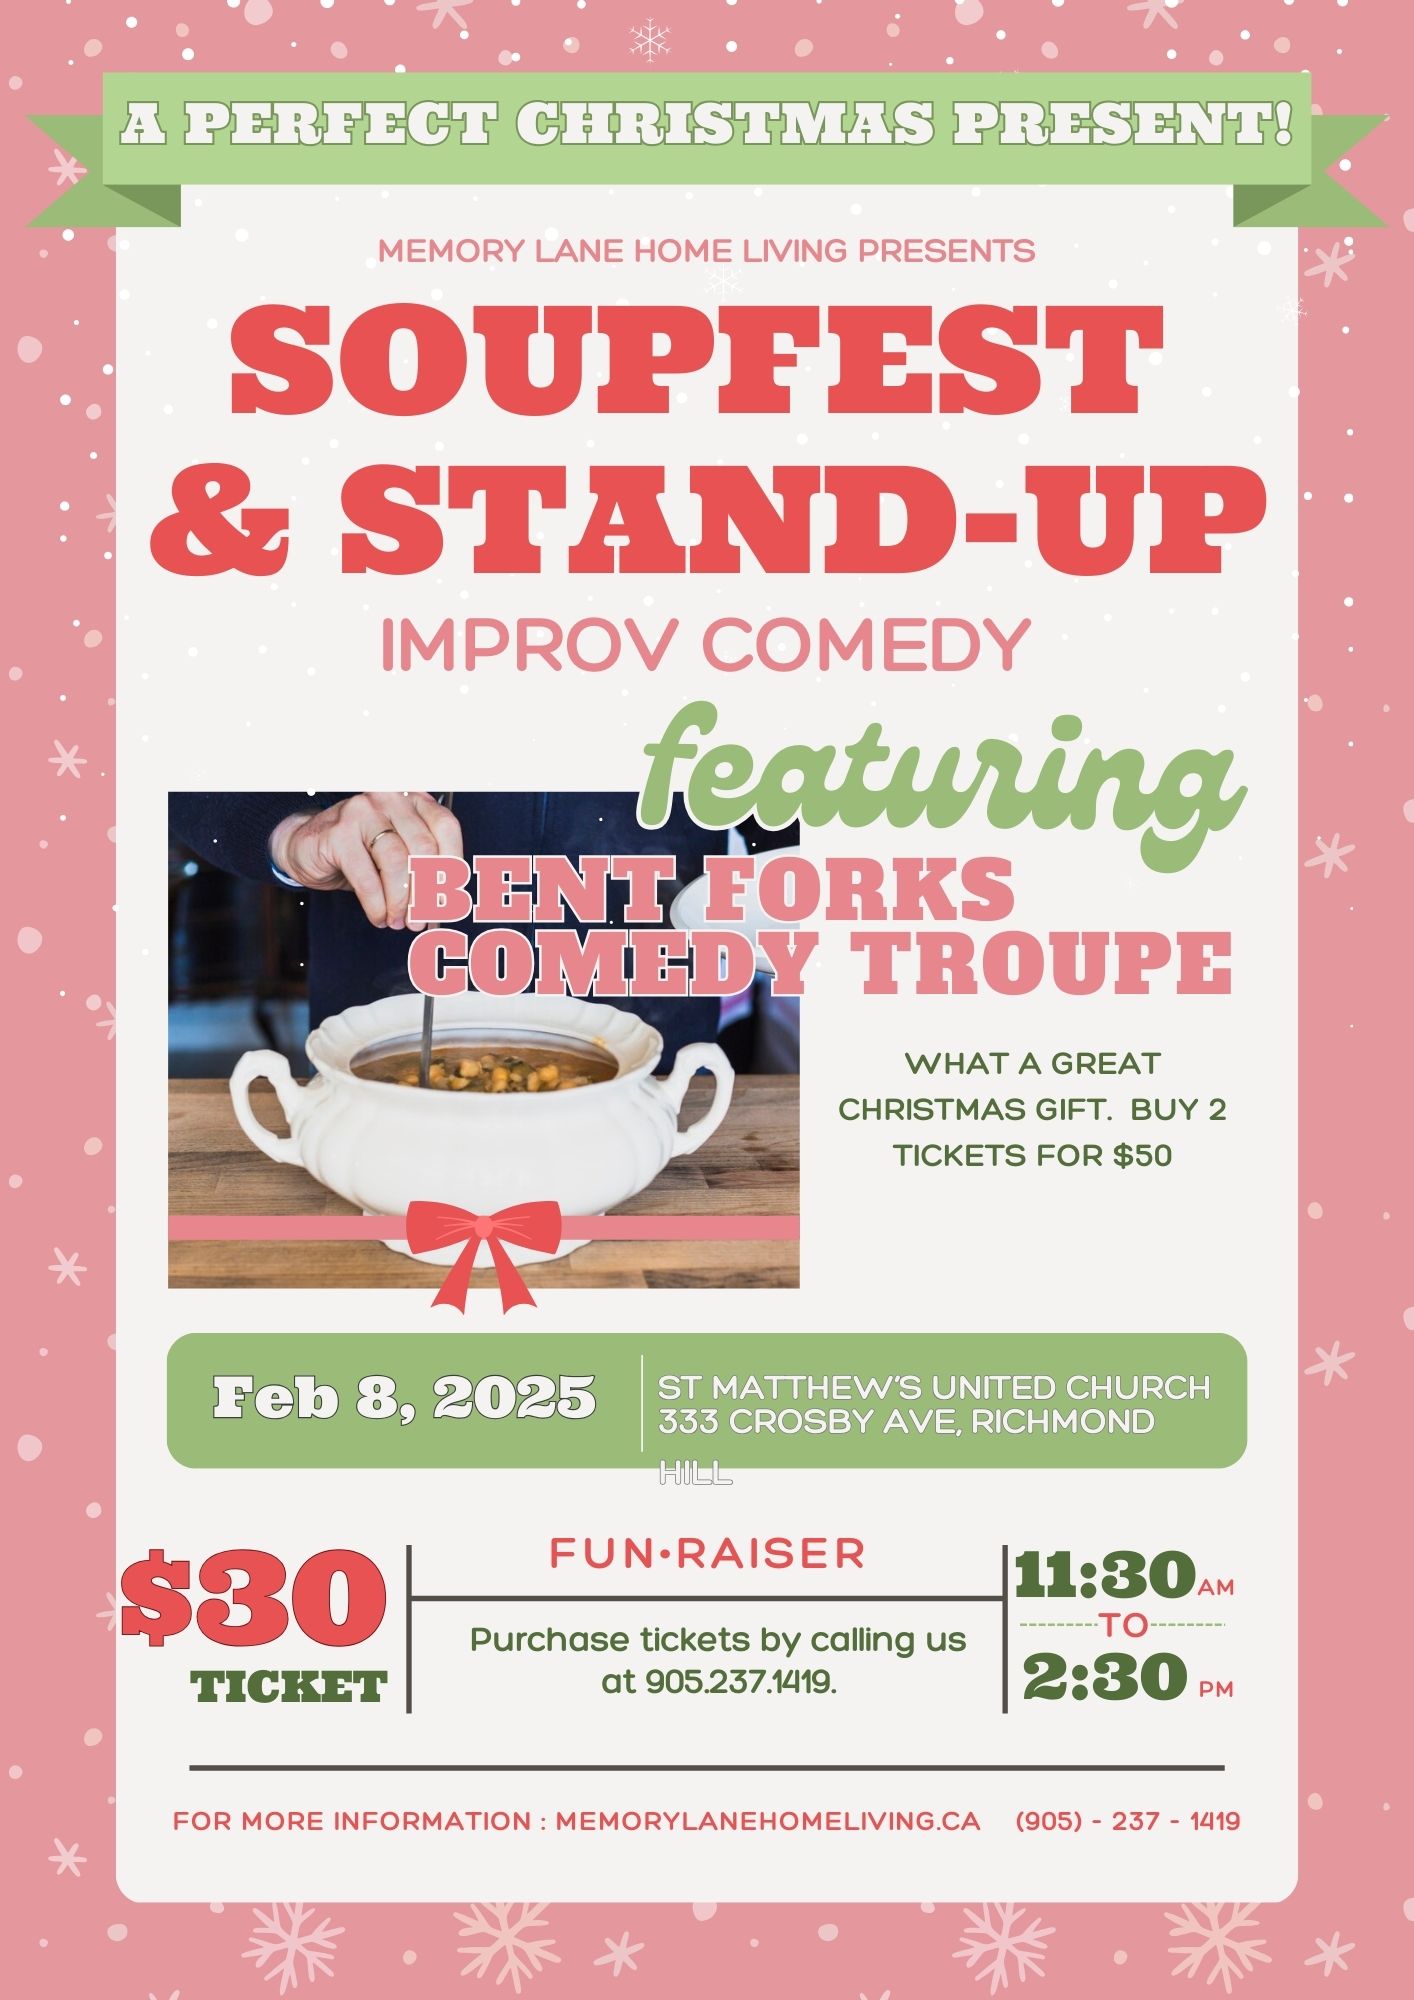 A PERFECT CHRISTMAS PRESENT!
MEMORY LANE HOME LIVING PRESENTS
SOUPFEST
& STAND-UP
IMPROV COMEDY
featuring
BENT FORKS
COMEDY TROUPE
WHAT A GREAT
CHRISTMAS GIFT. BUY 2
TICKETS FOR $50
Feb 8, 2025
ST MATTHEW'S UNITED CHURCH
333 CROSBY AVE, RICHMOND
HILL
$30
TICKET
FUN•RAISER
Purchase tickets by calling us
at 905.237.1419.
11:30 AM
TO
2:30 PM
FOR MORE INFORMATION : MEMORYLANEHOMELIVING.CA (905) - 237 - 1419